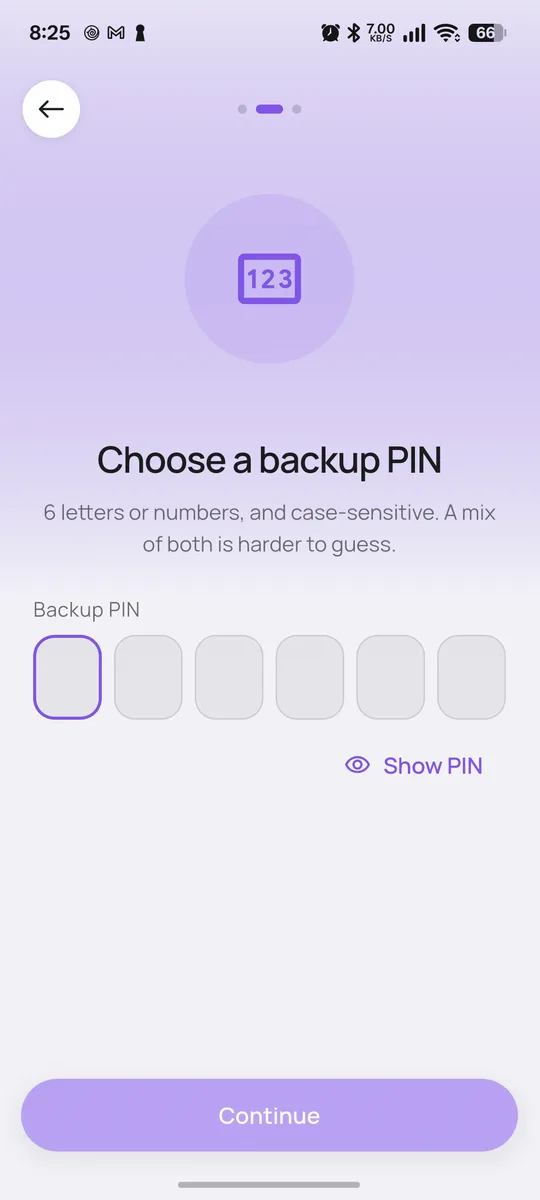 8:25 7.00 KB/S 66
123
Choose a backup PIN
6 letters or numbers, and case-sensitive. A mix
of both is harder to guess.
Backup PIN
Show PIN
Continue